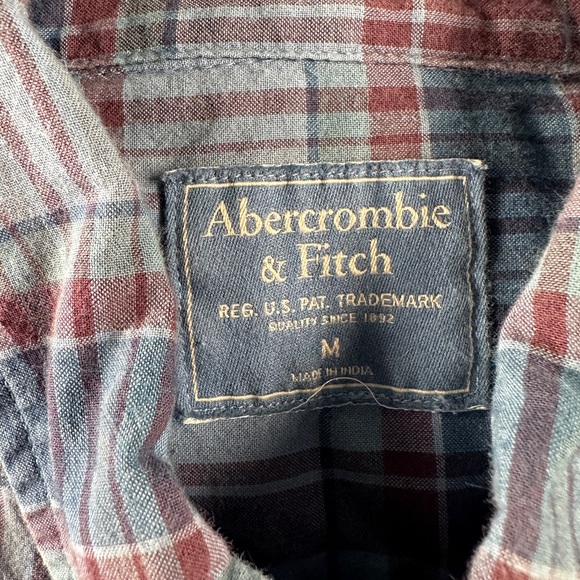 Abercrombie
& Fitch
REG. U.S. PAT. TRADEMARK
QUALITY SINCE 1892
M
MADE IN INDIA